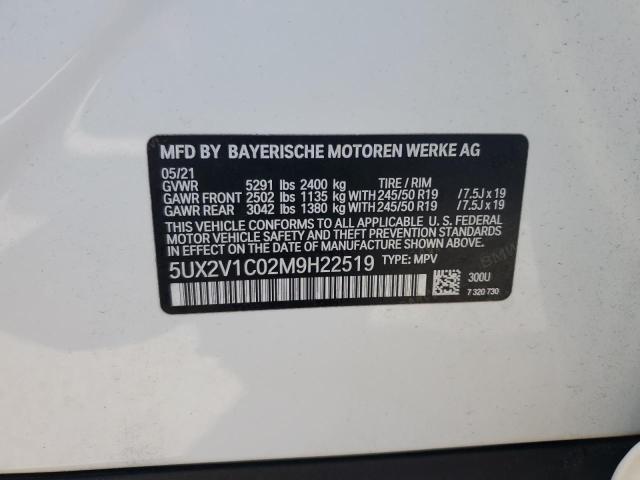 MFD BY BAYERISCHE MOTOREN WERKE AG
05/21
GVWR 5291 lbs 2400 kg TIRE / RIM
GAWR FRONT 2502 lbs 1135 kg WITH 245/50 R19 / 7.5J x 19
GAWR REAR 3042 lbs 1380 kg WITH 245/50 R19 / 7.5J x 19
THIS VEHICLE CONFORMS TO ALL APPLICABLE U. S. FEDERAL
MOTOR VEHICLE SAFETY AND THEFT PREVENTION STANDARDS
IN EFFECT ON THE DATE OF MANUFACTURE SHOWN ABOVE.
5UX2V1C02M9H22519 TYPE: MPV
300U
7 320 730
BMW